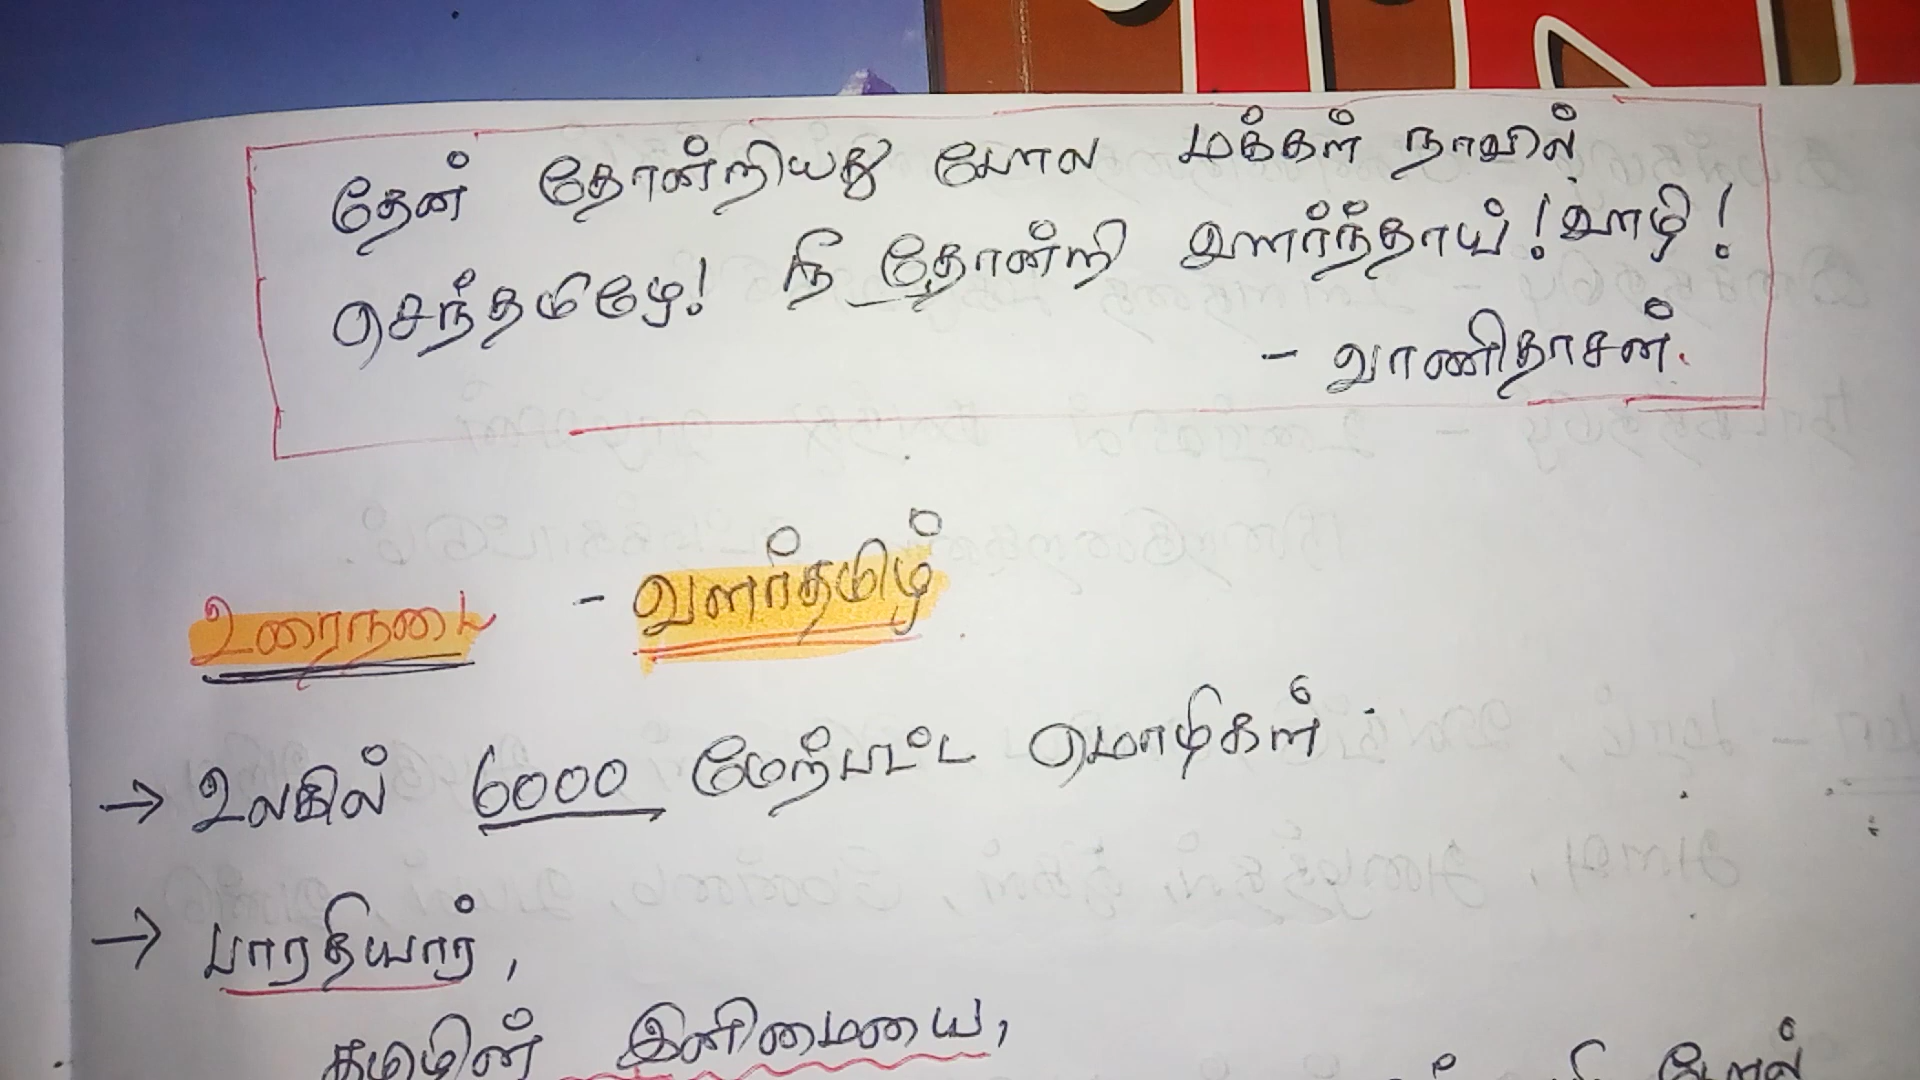 தேன் தோன்றியது போல மக்கள் நாவில்
செந்தமிழே! நீ தோன்றி வளர்ந்தாய்! வாழி!
- வாணிதாசன்.
உரைநடை - வளர்தமிழ்
→ உலகில் 6000 மேற்பட்ட மொழிகள்
→ பாரதியார்,
தமிழின் இனிமையை,